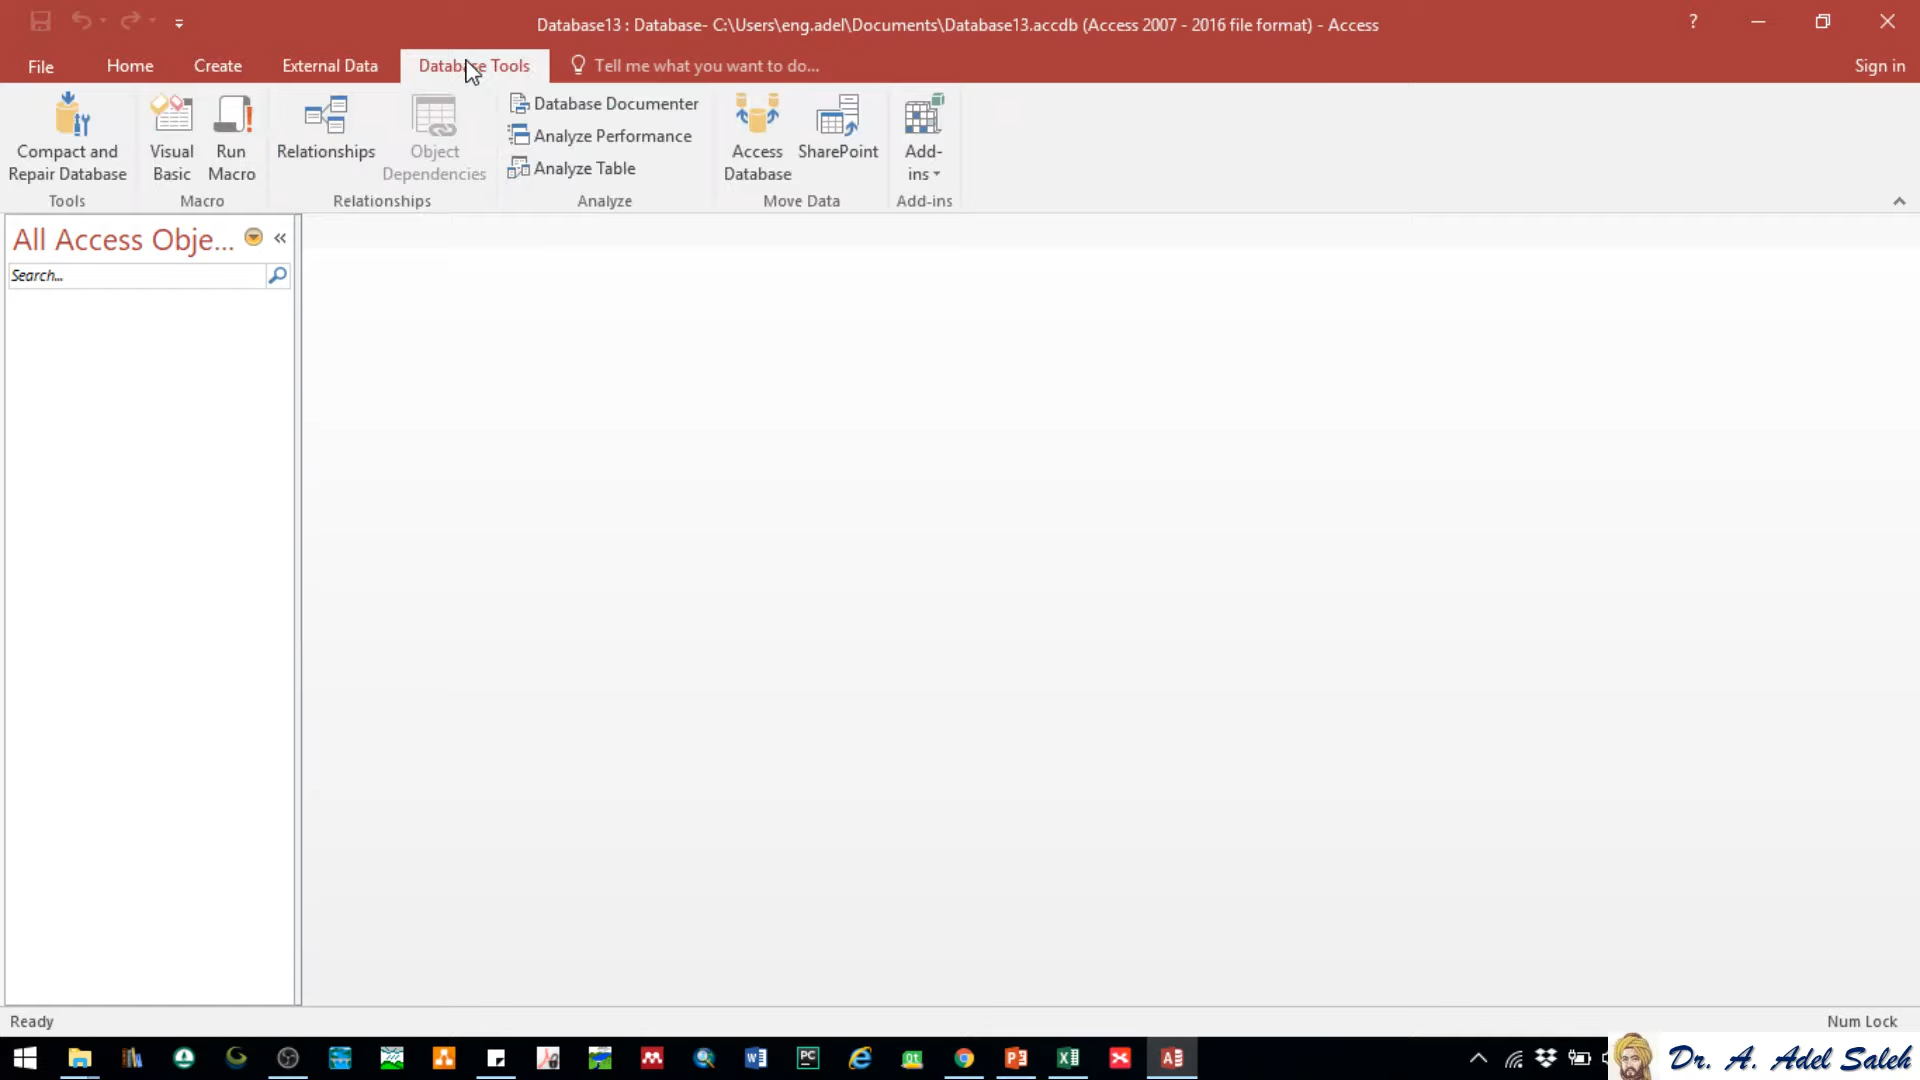 Database13 : Database- C:\Users\eng.adel\Documents\Database13.accdb (Access 2007 - 2016 file format) - Access
?
File Home Create External Data Database Tools Tell me what you want to do... Sign in
Compact and
Repair Database
Visual
Basic
Run
Macro
Relationships
Object
Dependencies
Database Documenter
Analyze Performance
Analyze Table
Access
Database
SharePoint
Add-
ins
Tools Macro Relationships Analyze Move Data Add-ins
All Access Obje... «
Search...
Ready Num Lock
W PC e Qt P X A
Dr. A. Adel Saleh